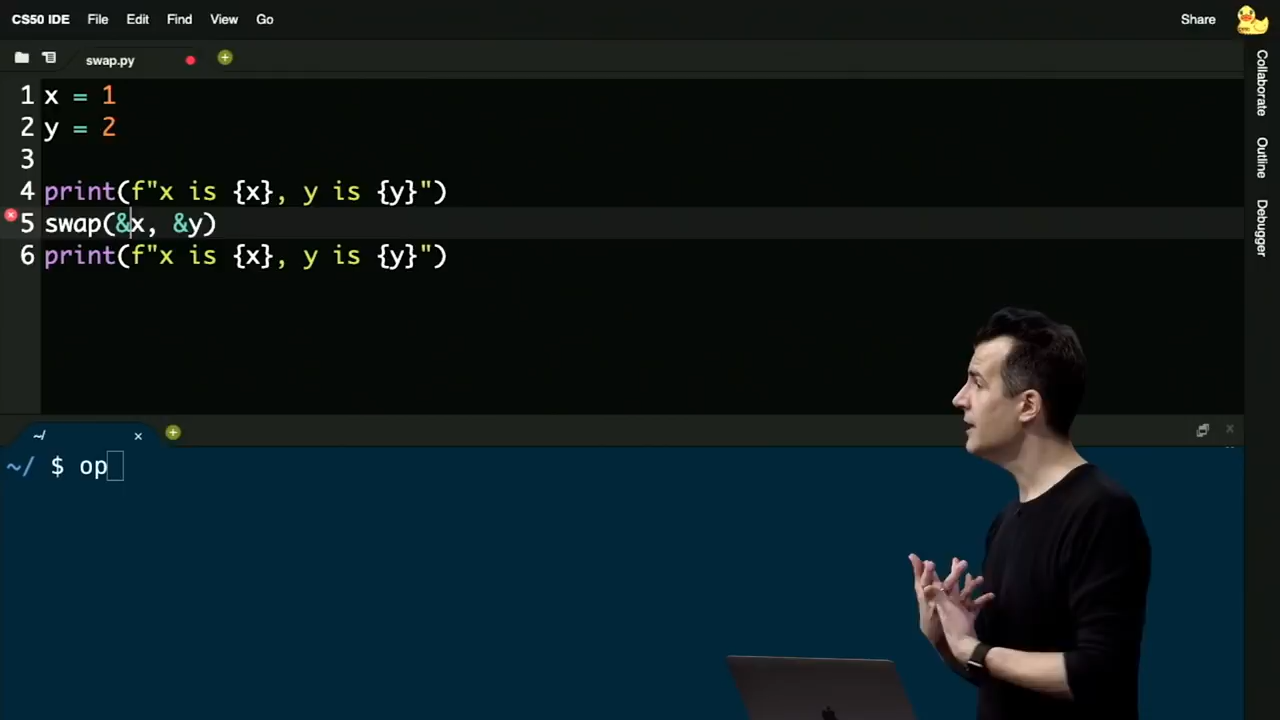 CS50 IDE File Edit Find View Go Share
swap.py
1 x = 1
2 y = 2
3
4 print(f"x is {x}, y is {y}")
5 swap(&x, &y)
6 print(f"x is {x}, y is {y}")
Collaborate
Outline
Debugger
~/
~/ $ op